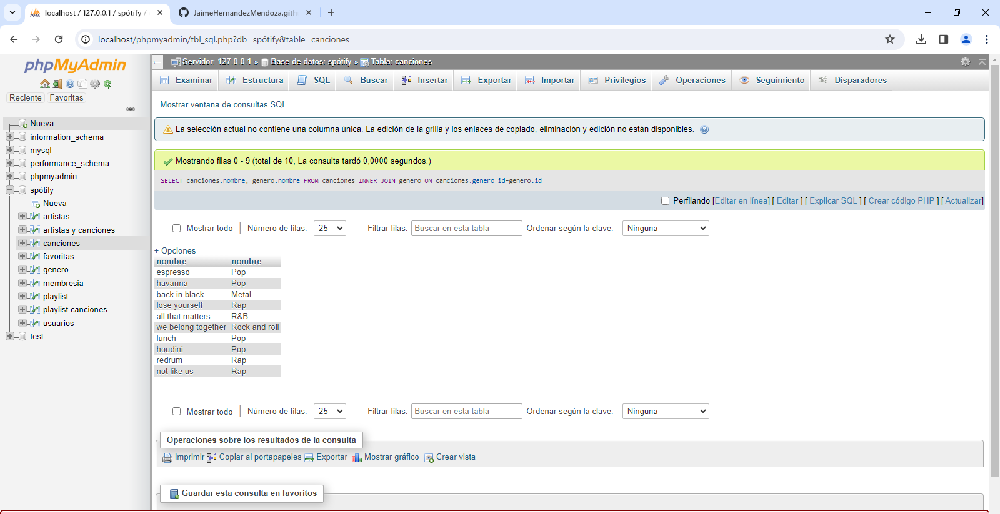 localhost / 127.0.0.1 / spótify /
JaimeHernandezMendoza.gith
localhost/phpmyadmin/tbl_sql.php?db=spótify&table=canciones
phpMyAdmin
Reciente Favoritas
Nueva
information_schema
mysql
performance_schema
phpmyadmin
spótify
Nueva
artistas
artistas y canciones
canciones
favoritas
genero
membresia
playlist
playlist canciones
usuarios
test
Servidor: 127.0.0.1 » Base de datos: spótify » Tabla: canciones
Examinar Estructura SQL Buscar Insertar Exportar Importar Privilegios Operaciones Seguimiento Disparadores
Mostrar ventana de consultas SQL
La selección actual no contiene una columna única. La edición de la grilla y los enlaces de copiado, eliminación y edición no están disponibles.
Mostrando filas 0 - 9 (total de 10, La consulta tardó 0,0000 segundos.)
SELECT canciones.nombre, genero.nombre FROM canciones INNER JOIN genero ON canciones.genero_id=genero.id
Perfilando [Editar en línea] [ Editar ] [ Explicar SQL ] [ Crear código PHP ] [ Actualizar]
Mostrar todo | Número de filas: 25 Filtrar filas: Buscar en esta tabla Ordenar según la clave: Ninguna
+ Opciones
nombre nombre
espresso Pop
havanna Pop
back in black Metal
lose yourself Rap
all that matters R&B
we belong together Rock and roll
lunch Pop
houdini Pop
redrum Rap
not like us Rap
Mostrar todo | Número de filas: 25 Filtrar filas: Buscar en esta tabla Ordenar según la clave: Ninguna
Operaciones sobre los resultados de la consulta
Imprimir Copiar al portapapeles Exportar Mostrar gráfico Crear vista
Guardar esta consulta en favoritos